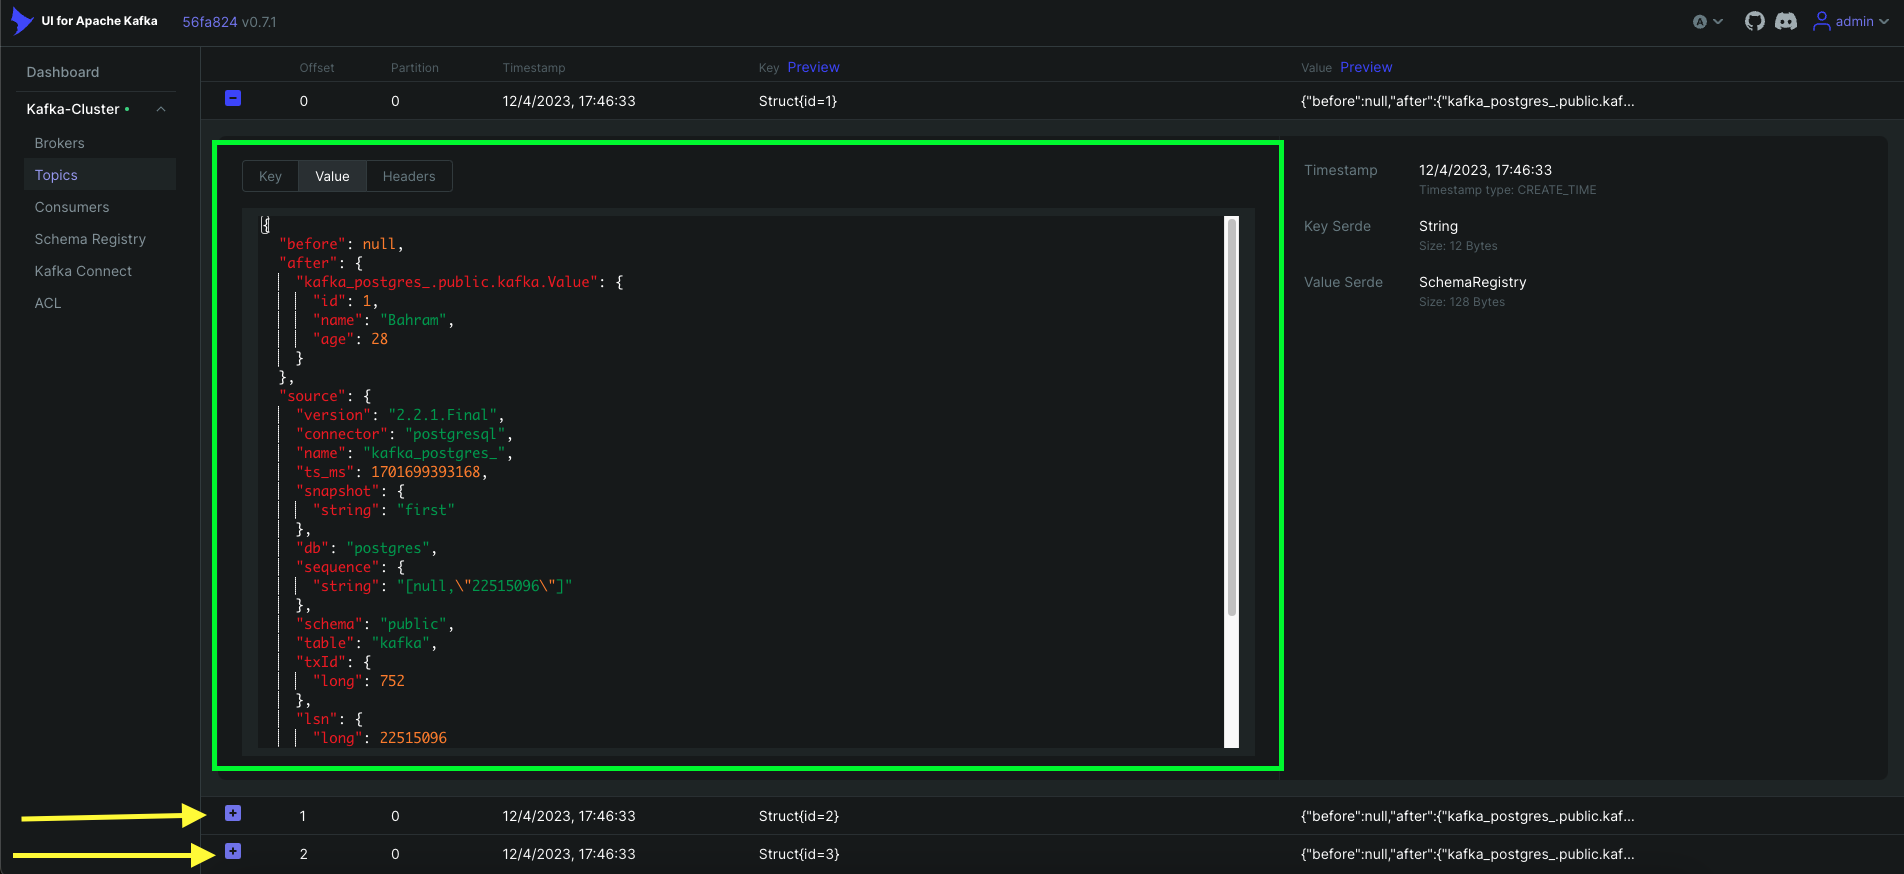 UI for Apache Kafka 56fa824 v0.7.1 A admin
Dashboard
Kafka-Cluster
Brokers
Topics
Consumers
Schema Registry
Kafka Connect
ACL
Offset Partition Timestamp Key Preview Value Preview
0 0 12/4/2023, 17:46:33 Struct{id=1} {"before":null,"after":{"kafka_postgres_.public.kaf...
Key Value Headers
{
"before": null,
"after": {
"kafka_postgres_.public.kafka.Value": {
"id": 1,
"name": "Bahram",
"age": 28
}
},
"source": {
"version": "2.2.1.Final",
"connector": "postgresql",
"name": "kafka_postgres_",
"ts_ms": 1701699393168,
"snapshot": {
"string": "first"
},
"db": "postgres",
"sequence": {
"string": "[null,\"22515096\"]"
},
"schema": "public",
"table": "kafka",
"txId": {
"long": 752
},
"lsn": {
"long": 22515096
Timestamp 12/4/2023, 17:46:33
Timestamp type: CREATE_TIME
Key Serde String
Size: 12 Bytes
Value Serde SchemaRegistry
Size: 128 Bytes
1 0 12/4/2023, 17:46:33 Struct{id=2} {"before":null,"after":{"kafka_postgres_.public.kaf...
2 0 12/4/2023, 17:46:33 Struct{id=3} {"before":null,"after":{"kafka_postgres_.public.kaf...